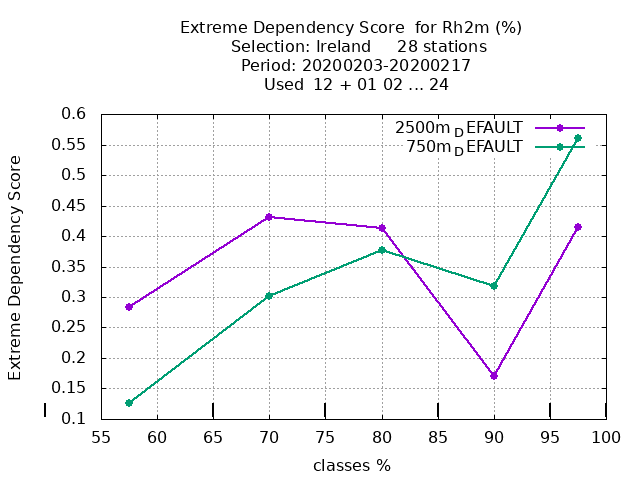 Extreme Dependency Score  for Rh2m (%)
Selection: Ireland     28 stations
Period: 20200203-20200217
Used  12 + 01 02 ... 24
2500m DEFAULT
750m DEFAULT
0.6
0.55
0.5
0.45
0.4
0.35
0.3
0.25
0.2
0.15
0.1
Extreme Dependency Score
55 60 65 70 75 80 85 90 95 100
classes %